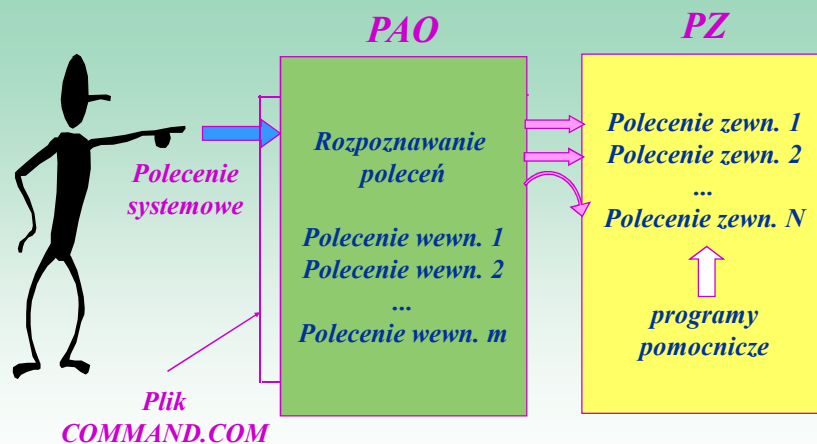 PAO
PZ
Polecenie
systemowe
Rozpoznawanie
poleceń
Polecenie wewn. 1
Polecenie wewn. 2
...
Polecenie wewn. m
Polecenie zewn. 1
Polecenie zewn. 2
...
Polecenie zewn. N
programy
pomocnicze
Plik
COMMAND.COM